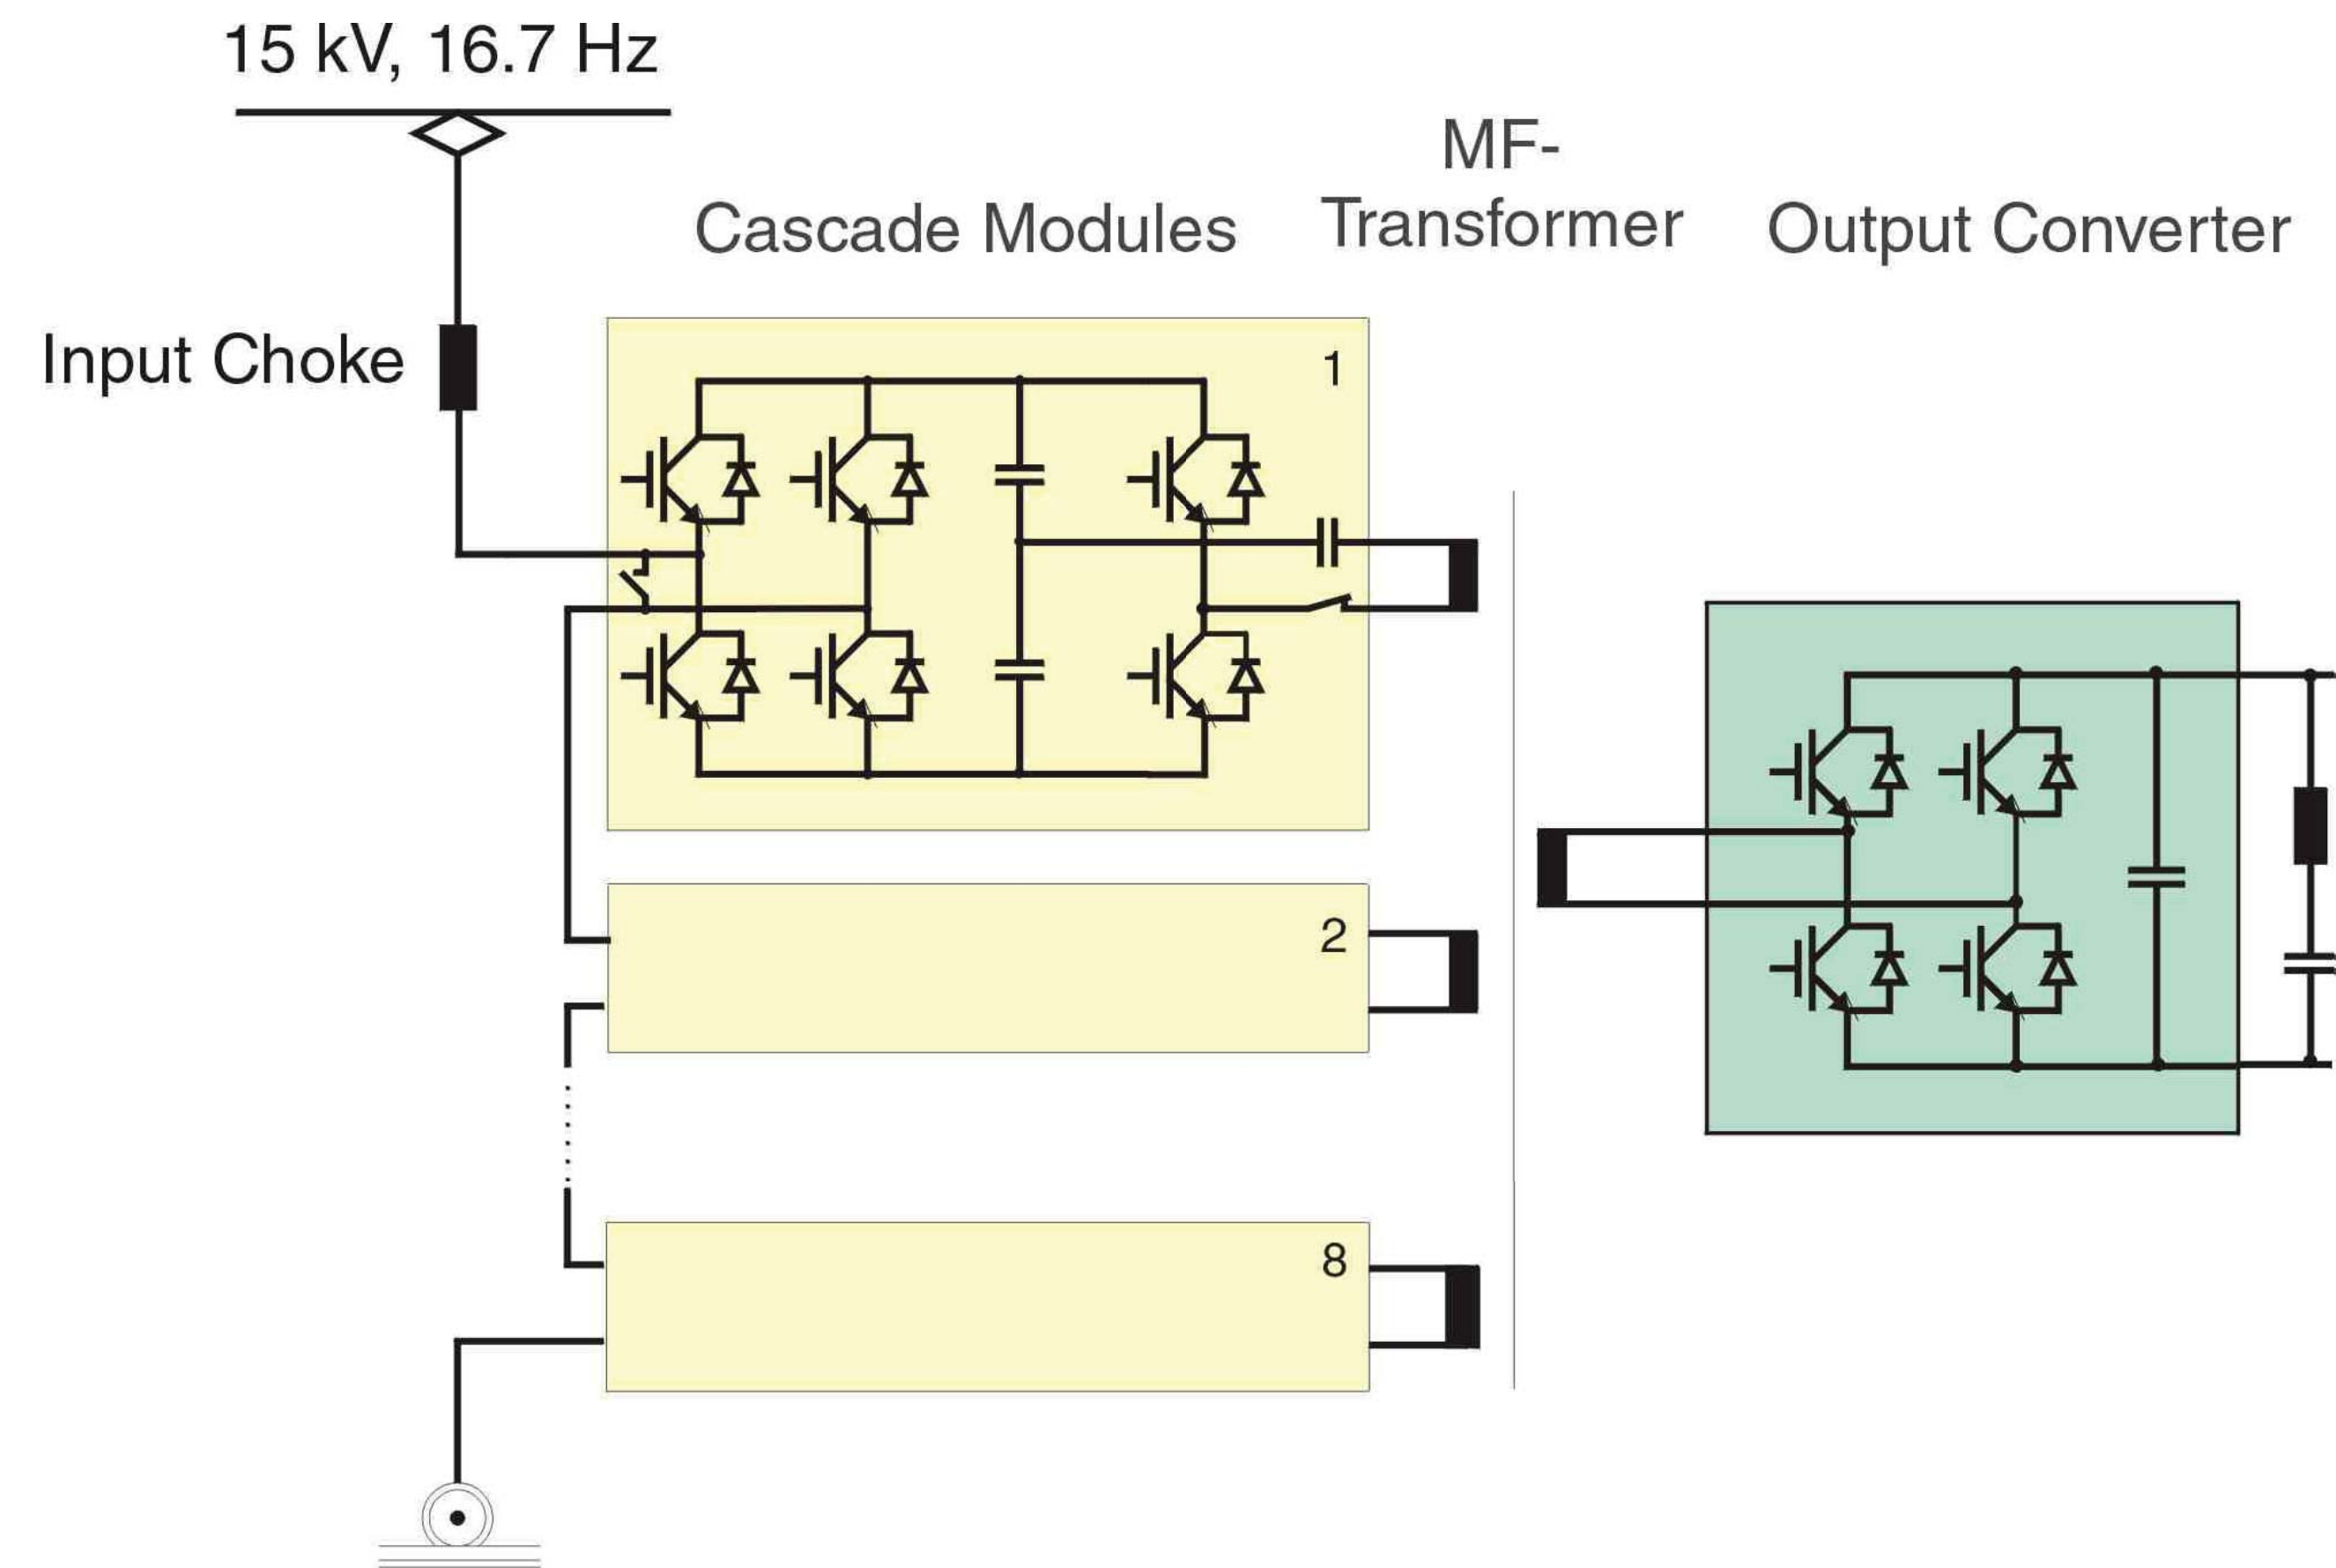 15 kV, 16.7 Hz
MF-
Transformer
Cascade Modules
Output Converter
Input Choke
1
2
8